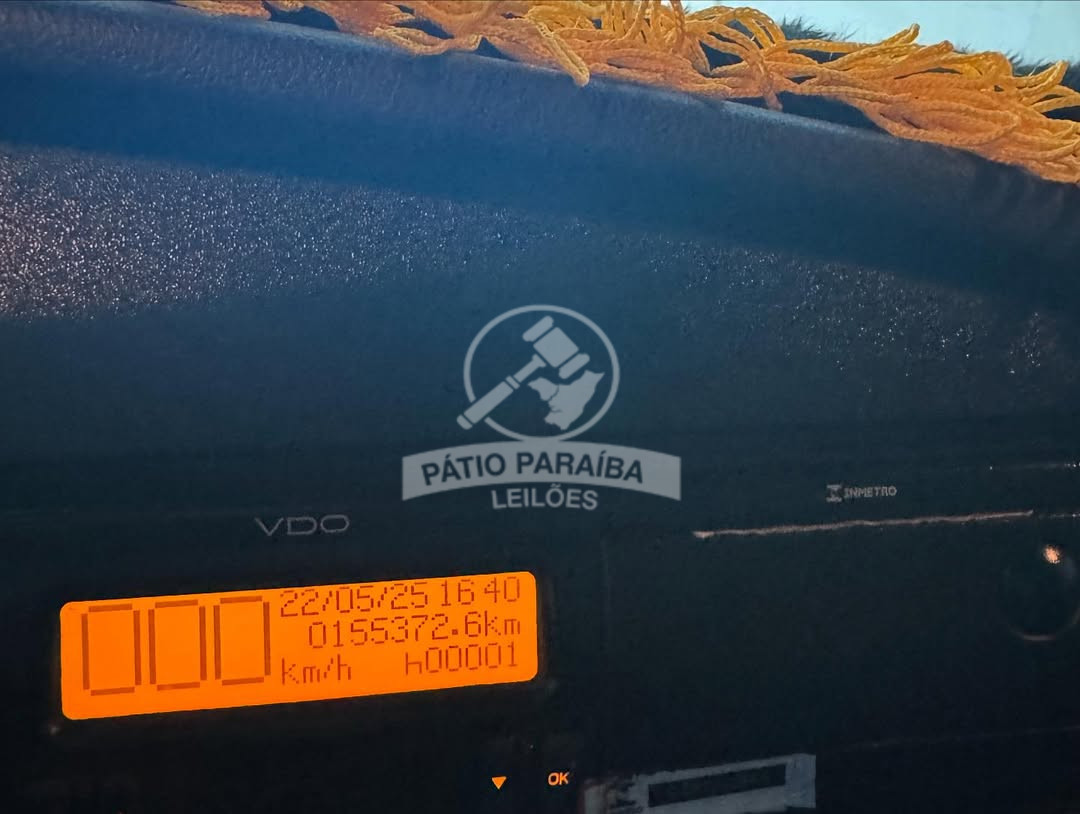 PÁTIO PARAÍBA
LEILÕES
INMETRO
VDO
000
22/05/25 16 40
0155372.6km
km/h h00001
OK